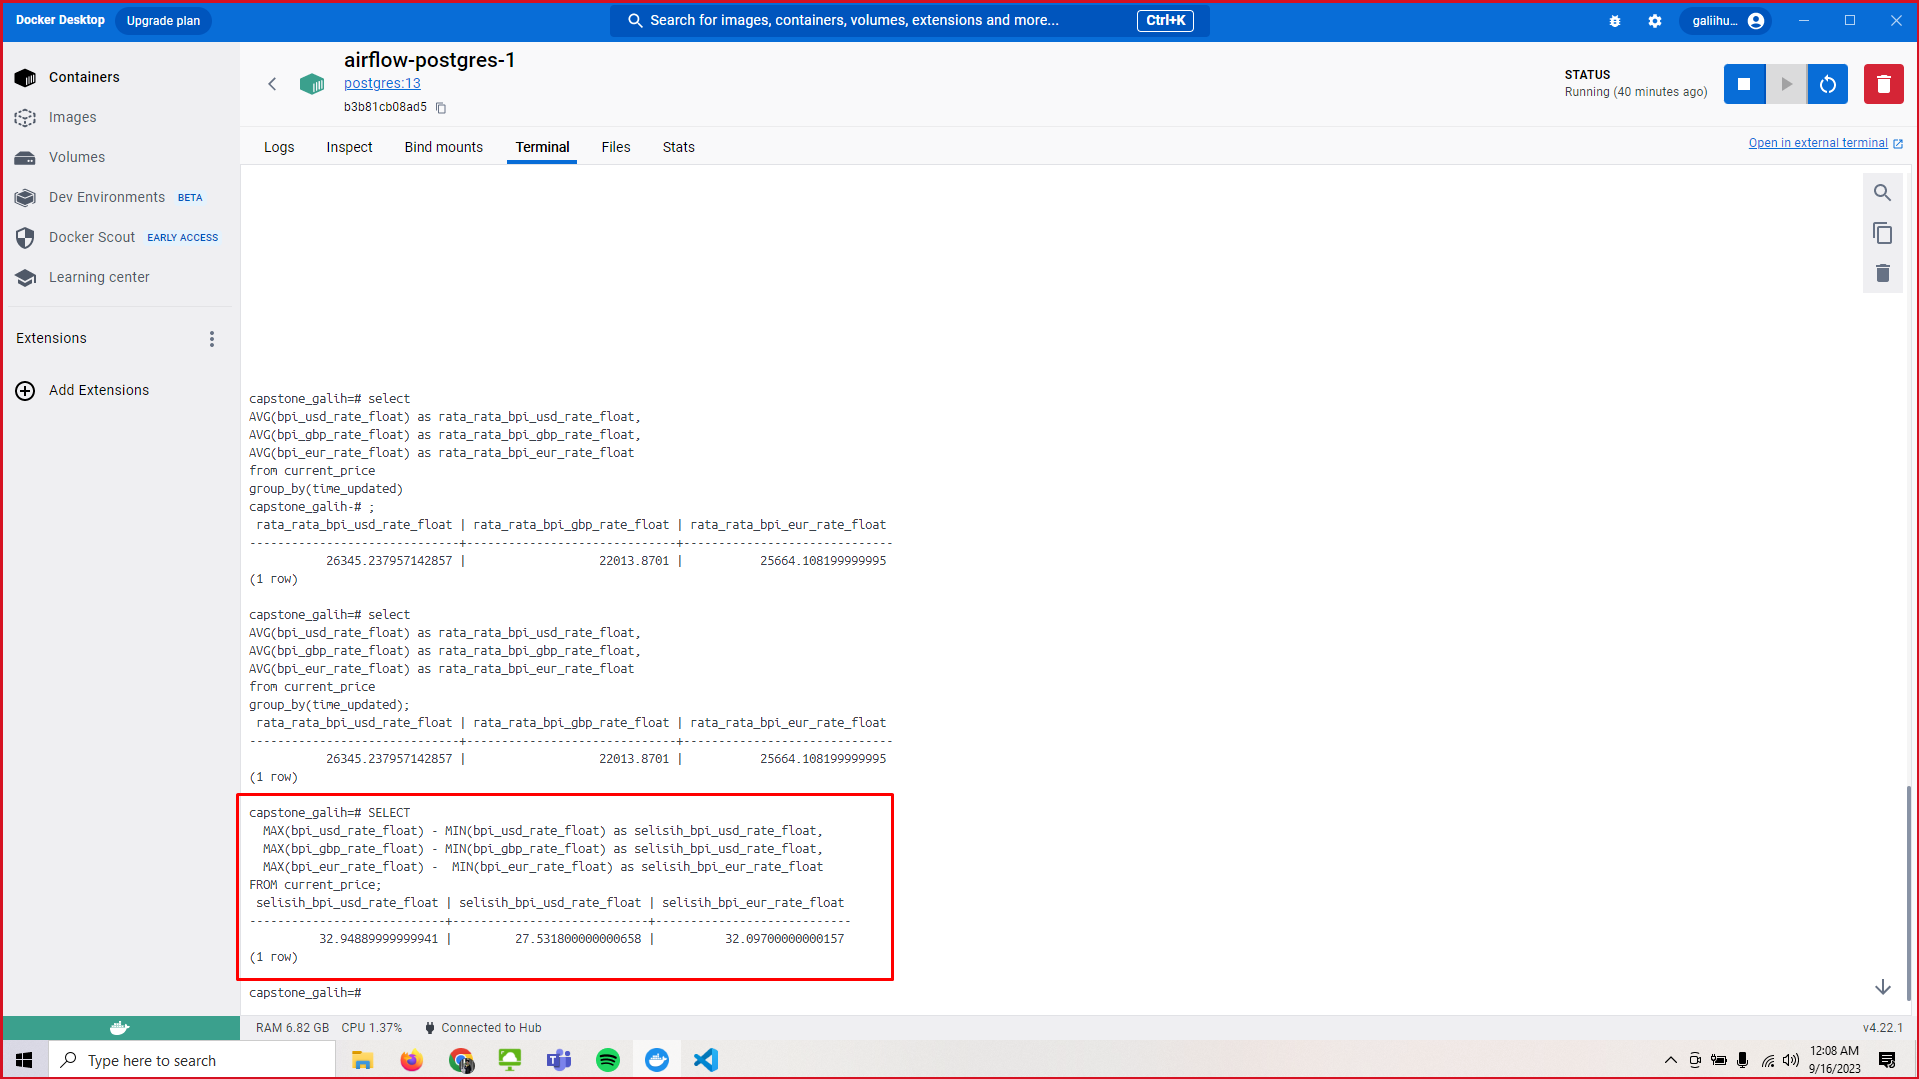 Docker Desktop
Upgrade plan
Search for images, containers, volumes, extensions and more...
Ctrl+K
galiihu...
Containers
Images
Volumes
Dev Environments BETA
Docker Scout EARLY ACCESS
Learning center
Extensions
Add Extensions
airflow-postgres-1
postgres:13
b3b81cb08ad5
STATUS
Running (40 minutes ago)
Logs
Inspect
Bind mounts
Terminal
Files
Stats
Open in external terminal
capstone_galih=# select
AVG(bpi_usd_rate_float) as rata_rata_bpi_usd_rate_float,
AVG(bpi_gbp_rate_float) as rata_rata_bpi_gbp_rate_float,
AVG(bpi_eur_rate_float) as rata_rata_bpi_eur_rate_float
from current_price
group_by(time_updated)
capstone_galih-# ;
rata_rata_bpi_usd_rate_float | rata_rata_bpi_gbp_rate_float | rata_rata_bpi_eur_rate_float
------------------------------+------------------------------+------------------------------
26345.237957142857 | 22013.8701 | 25664.108199999995
(1 row)
capstone_galih=# select
AVG(bpi_usd_rate_float) as rata_rata_bpi_usd_rate_float,
AVG(bpi_gbp_rate_float) as rata_rata_bpi_gbp_rate_float,
AVG(bpi_eur_rate_float) as rata_rata_bpi_eur_rate_float
from current_price
group_by(time_updated);
rata_rata_bpi_usd_rate_float | rata_rata_bpi_gbp_rate_float | rata_rata_bpi_eur_rate_float
------------------------------+------------------------------+------------------------------
26345.237957142857 | 22013.8701 | 25664.108199999995
(1 row)
capstone_galih=# SELECT
MAX(bpi_usd_rate_float) - MIN(bpi_usd_rate_float) as selisih_bpi_usd_rate_float,
MAX(bpi_gbp_rate_float) - MIN(bpi_gbp_rate_float) as selisih_bpi_usd_rate_float,
MAX(bpi_eur_rate_float) -  MIN(bpi_eur_rate_float) as selisih_bpi_eur_rate_float
FROM current_price;
selisih_bpi_usd_rate_float | selisih_bpi_usd_rate_float | selisih_bpi_eur_rate_float
----------------------------+----------------------------+----------------------------
32.94889999999941 | 27.531800000000658 | 32.09700000000157
(1 row)
capstone_galih=#
RAM 6.82 GB CPU 1.37% Connected to Hub
v4.22.1
Type here to search
12:08 AM
9/16/2023